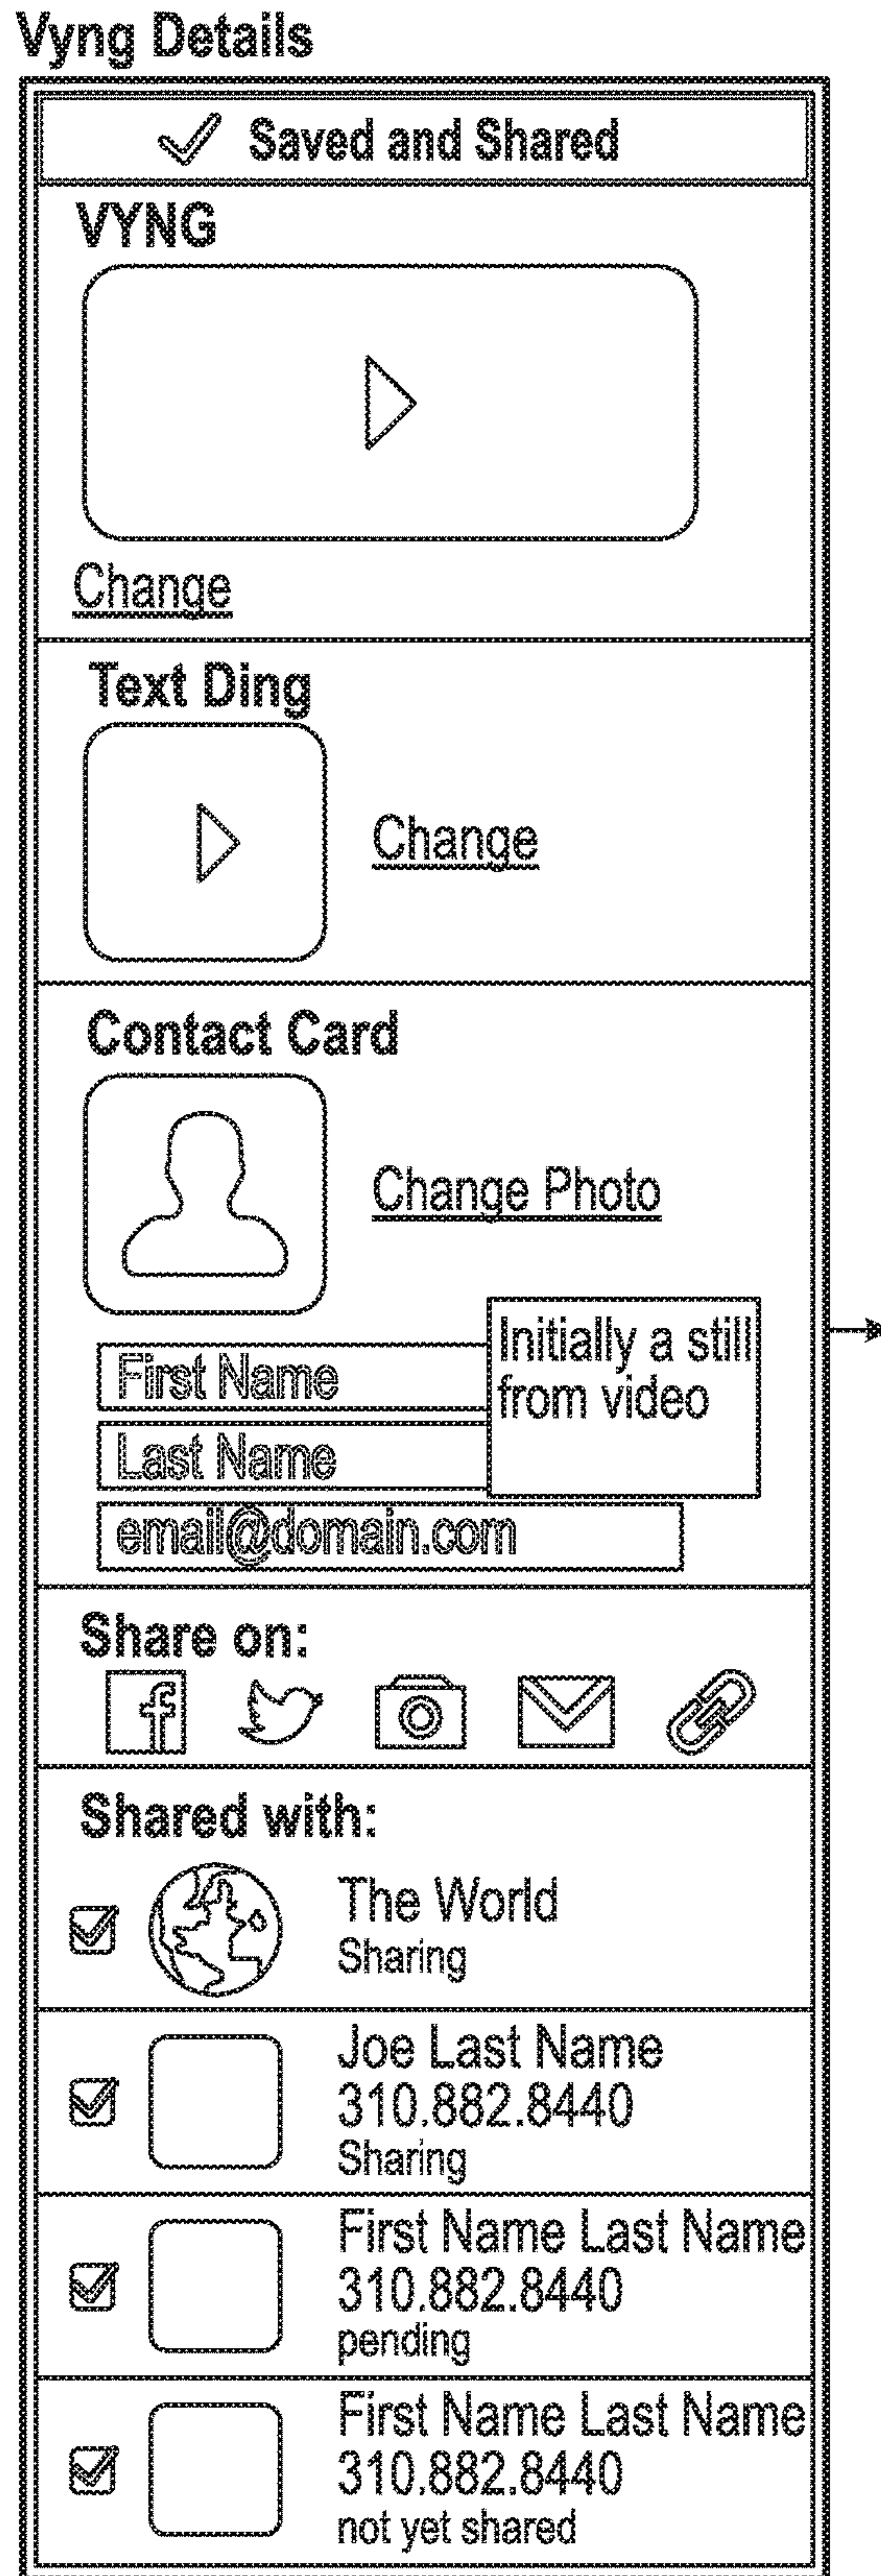 Vyng Details
Saved and Shared
VYNG
Change
Text Ding
Change
Contact Card
Change Photo
Initially a still
from video
First Name
Last Name
email@domain.com
Share on:
f
Shared with:
The World
Sharing
Joe Last Name
310.882.8440
Sharing
First Name Last Name
310.882.8440
pending
First Name Last Name
310.882.8440
not yet shared